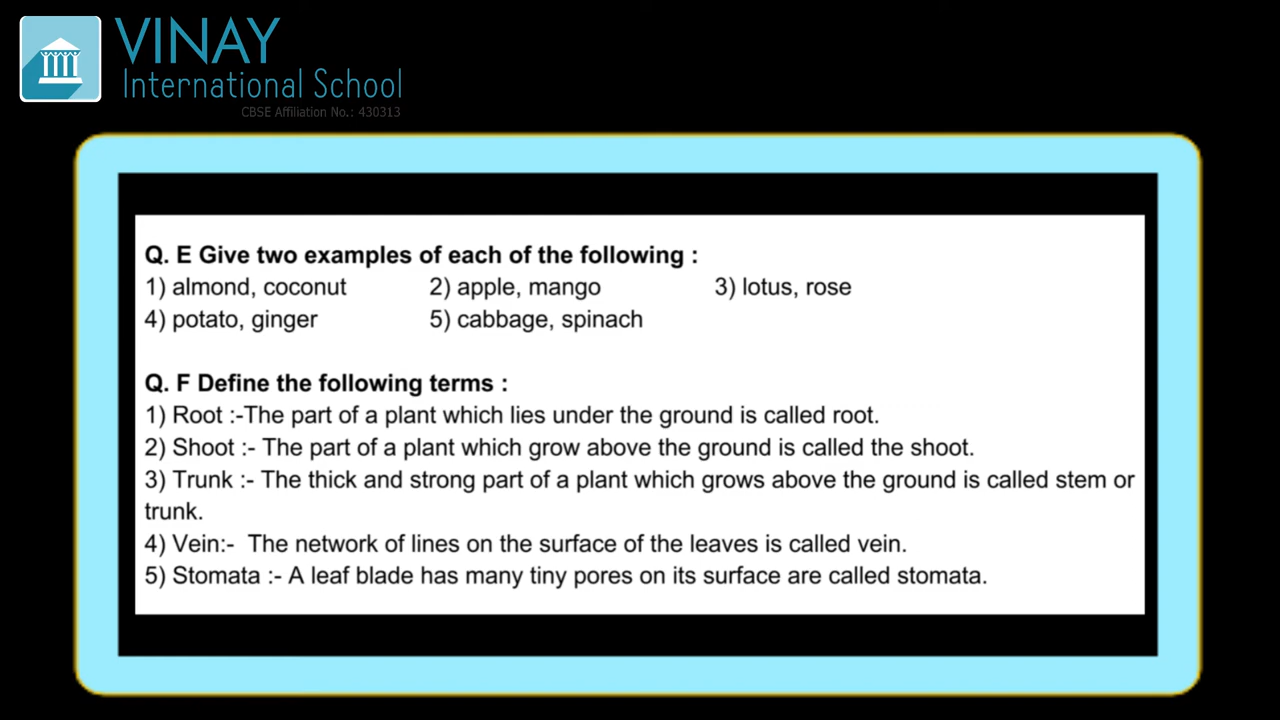 VINAY
International School
CBSE Affiliation No.: 430313
Q. E Give two examples of each of the following :
1) almond, coconut 2) apple, mango 3) lotus, rose
4) potato, ginger 5) cabbage, spinach
Q. F Define the following terms :
1) Root :-The part of a plant which lies under the ground is called root.
2) Shoot :- The part of a plant which grow above the ground is called the shoot.
3) Trunk :- The thick and strong part of a plant which grows above the ground is called stem or
trunk.
4) Vein:- The network of lines on the surface of the leaves is called vein.
5) Stomata :- A leaf blade has many tiny pores on its surface are called stomata.